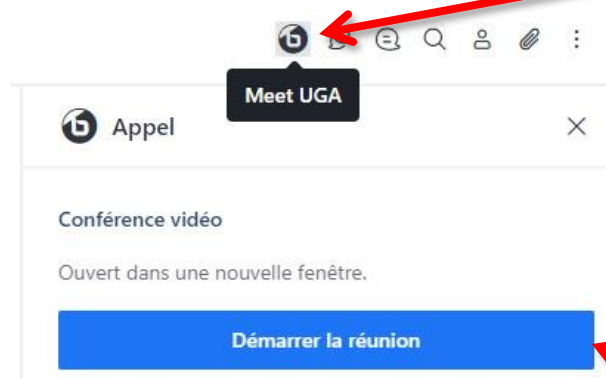 Meet UGA
Appel
Conférence vidéo
Ouvert dans une nouvelle fenêtre.
Démarrer la réunion